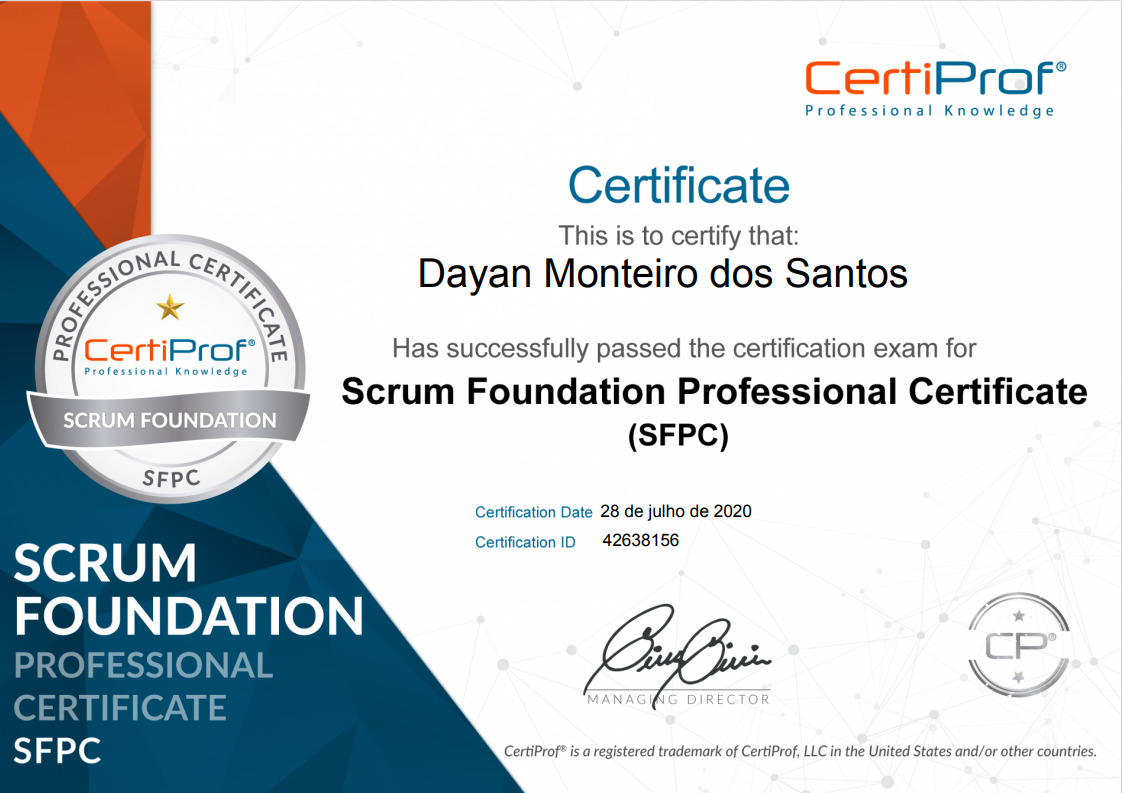 CertiProf®
Professional Knowledge
Certificate
This is to certify that:
Dayan Monteiro dos Santos
Has successfully passed the certification exam for
Scrum Foundation Professional Certificate
(SFPC)
Certification Date 28 de julho de 2020
Certification ID 42638156
PROFESSIONAL CERTIFICATE
CertiProf®
Professional Knowledge
SCRUM FOUNDATION
SFPC
SCRUM
FOUNDATION
PROFESSIONAL
CERTIFICATE
SFPC
MANAGING DIRECTOR
CP®
CertiProf® is a registered trademark of CertiProf, LLC in the United States and/or other countries.